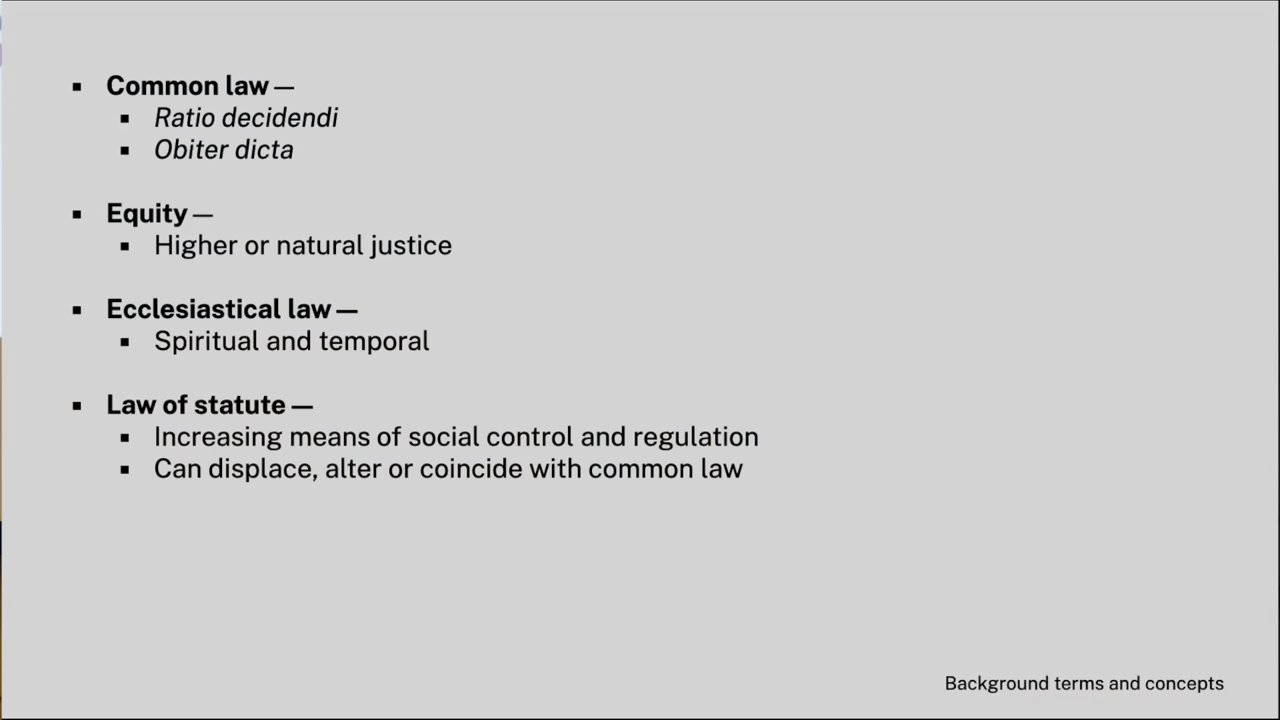 ▪ Common law —
▪ Ratio decidendi
▪ Obiter dicta
▪ Equity —
▪ Higher or natural justice
▪ Ecclesiastical law —
▪ Spiritual and temporal
▪ Law of statute —
▪ Increasing means of social control and regulation
▪ Can displace, alter or coincide with common law
Background terms and concepts